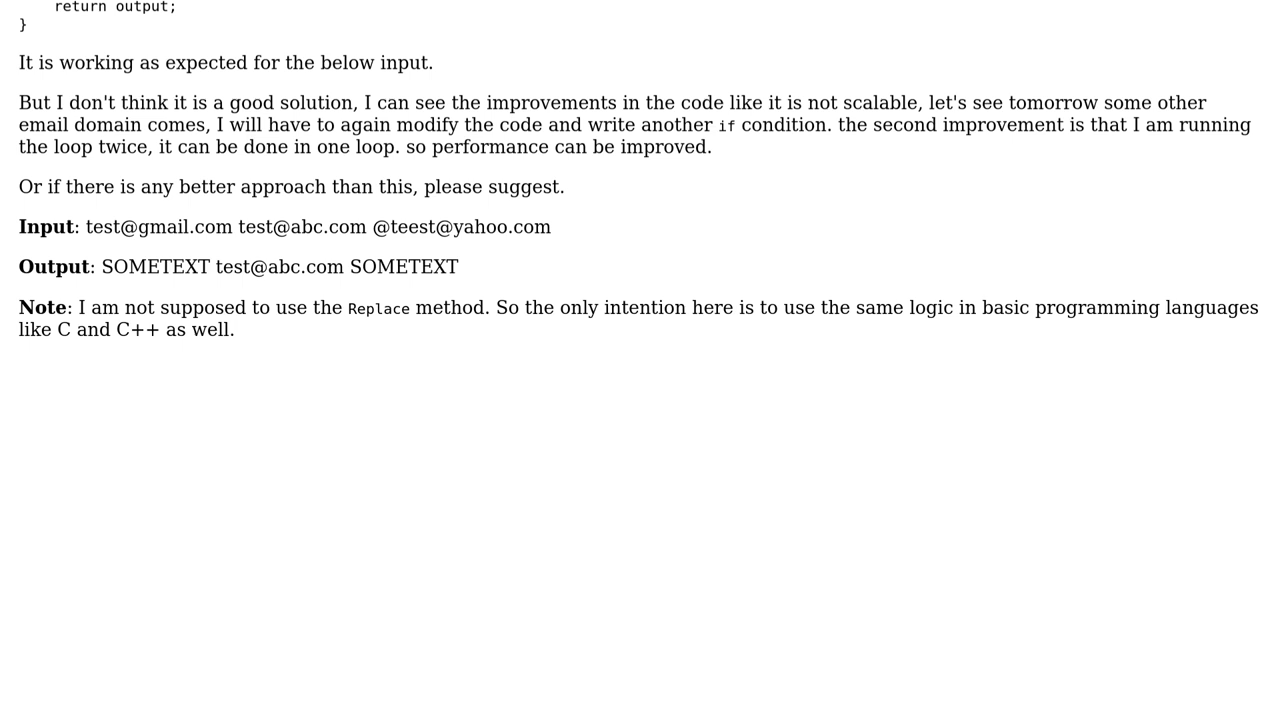 return output;
}
It is working as expected for the below input.
But I don't think it is a good solution, I can see the improvements in the code like it is not scalable, let's see tomorrow some other
email domain comes, I will have to again modify the code and write another if condition. the second improvement is that I am running
the loop twice, it can be done in one loop. so performance can be improved.
Or if there is any better approach than this, please suggest.
Input: test@gmail.com test@abc.com @teest@yahoo.com
Output: SOMETEXT test@abc.com SOMETEXT
Note: I am not supposed to use the Replace method. So the only intention here is to use the same logic in basic programming languages
like C and C++ as well.